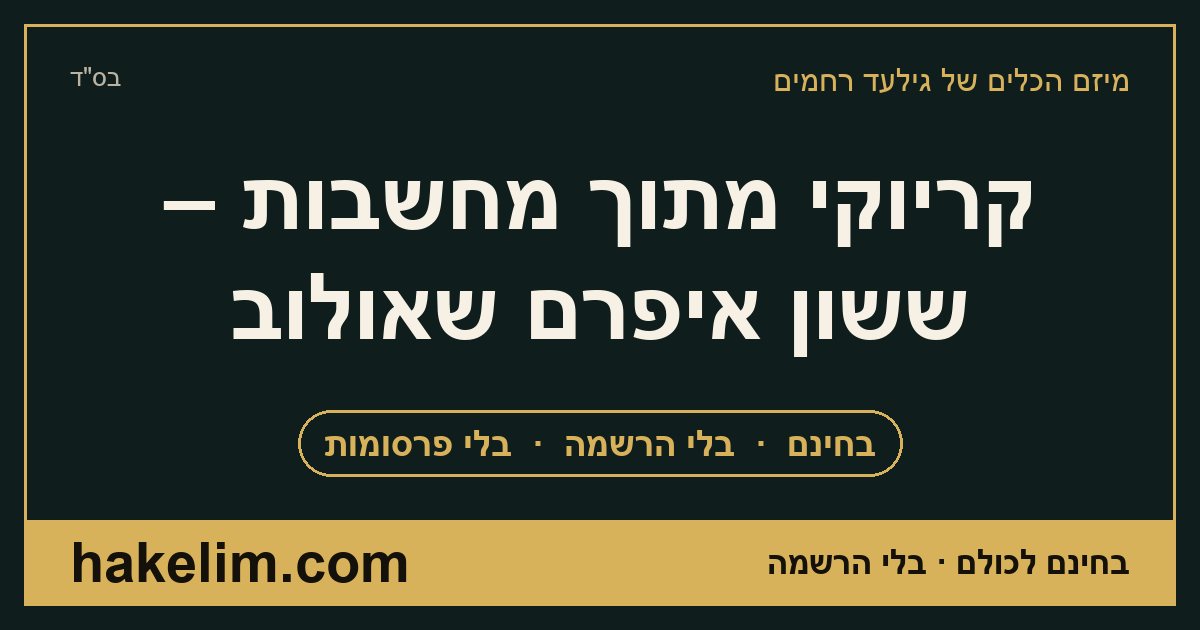 מיזם הכלים של גילעד רחמים
בס"ד
קריוקי מתוך מחשבות –
ששון איפרם שאולוב
בחינם · בלי הרשמה · בלי פרסומות
בחינם לכולם · בלי הרשמה
hakelim.com